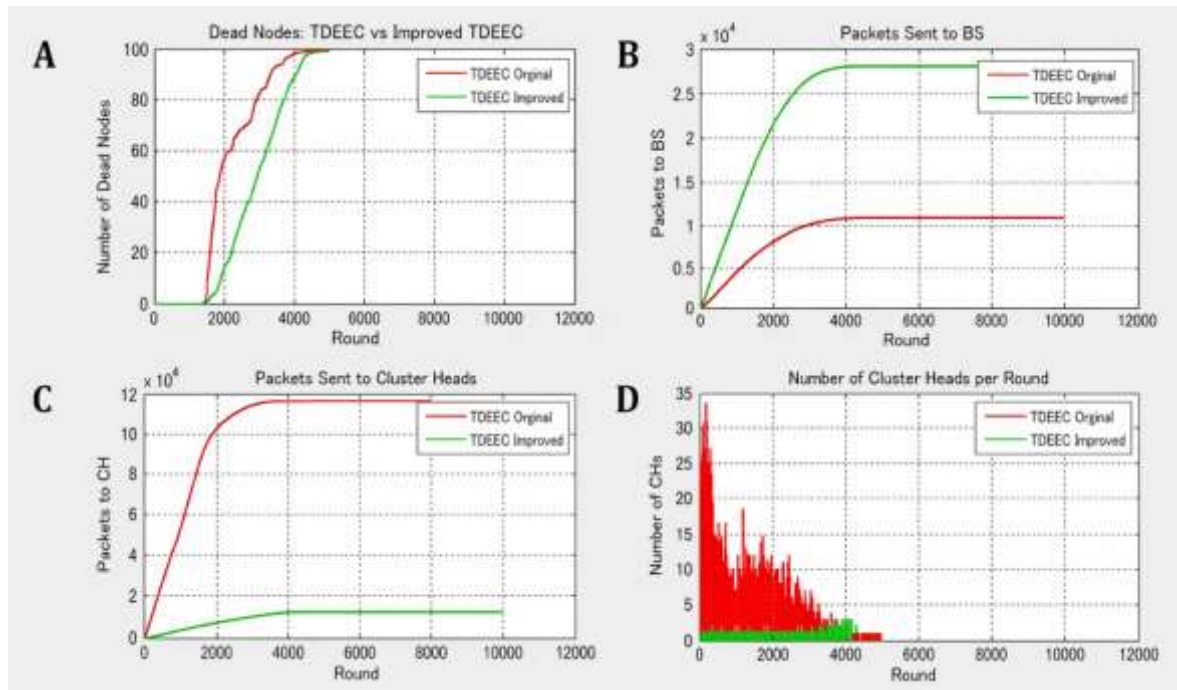 A
Dead Nodes: TDEEC vs Improved TDEEC
100
80
60
40
20
0
0 2000 4000 6000 8000 10000 12000
Number of Dead Nodes
Round
TDEEC Orginal
TDEEC Improved
B
Packets Sent to BS
x 10⁴
3
2.5
2
1.5
1
0.5
0
0 2000 4000 6000 8000 10000 12000
Packets to BS
Round
TDEEC Orginal
TDEEC Improved
C
Packets Sent to Cluster Heads
x 10⁴
12
10
8
6
4
2
0
0 2000 4000 6000 8000 10000 12000
Packets to CH
Round
TDEEC Orginal
TDEEC Improved
D
Number of Cluster Heads per Round
35
30
25
20
15
10
5
0
0 2000 4000 6000 8000 10000 12000
Number of CHs
Round
TDEEC Orginal
TDEEC Improved